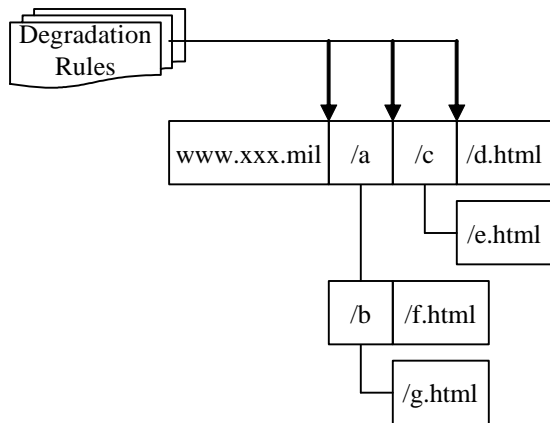 Degradation
Rules
www.xxx.mil /a /c /d.html
/e.html
/b /f.html
/g.html